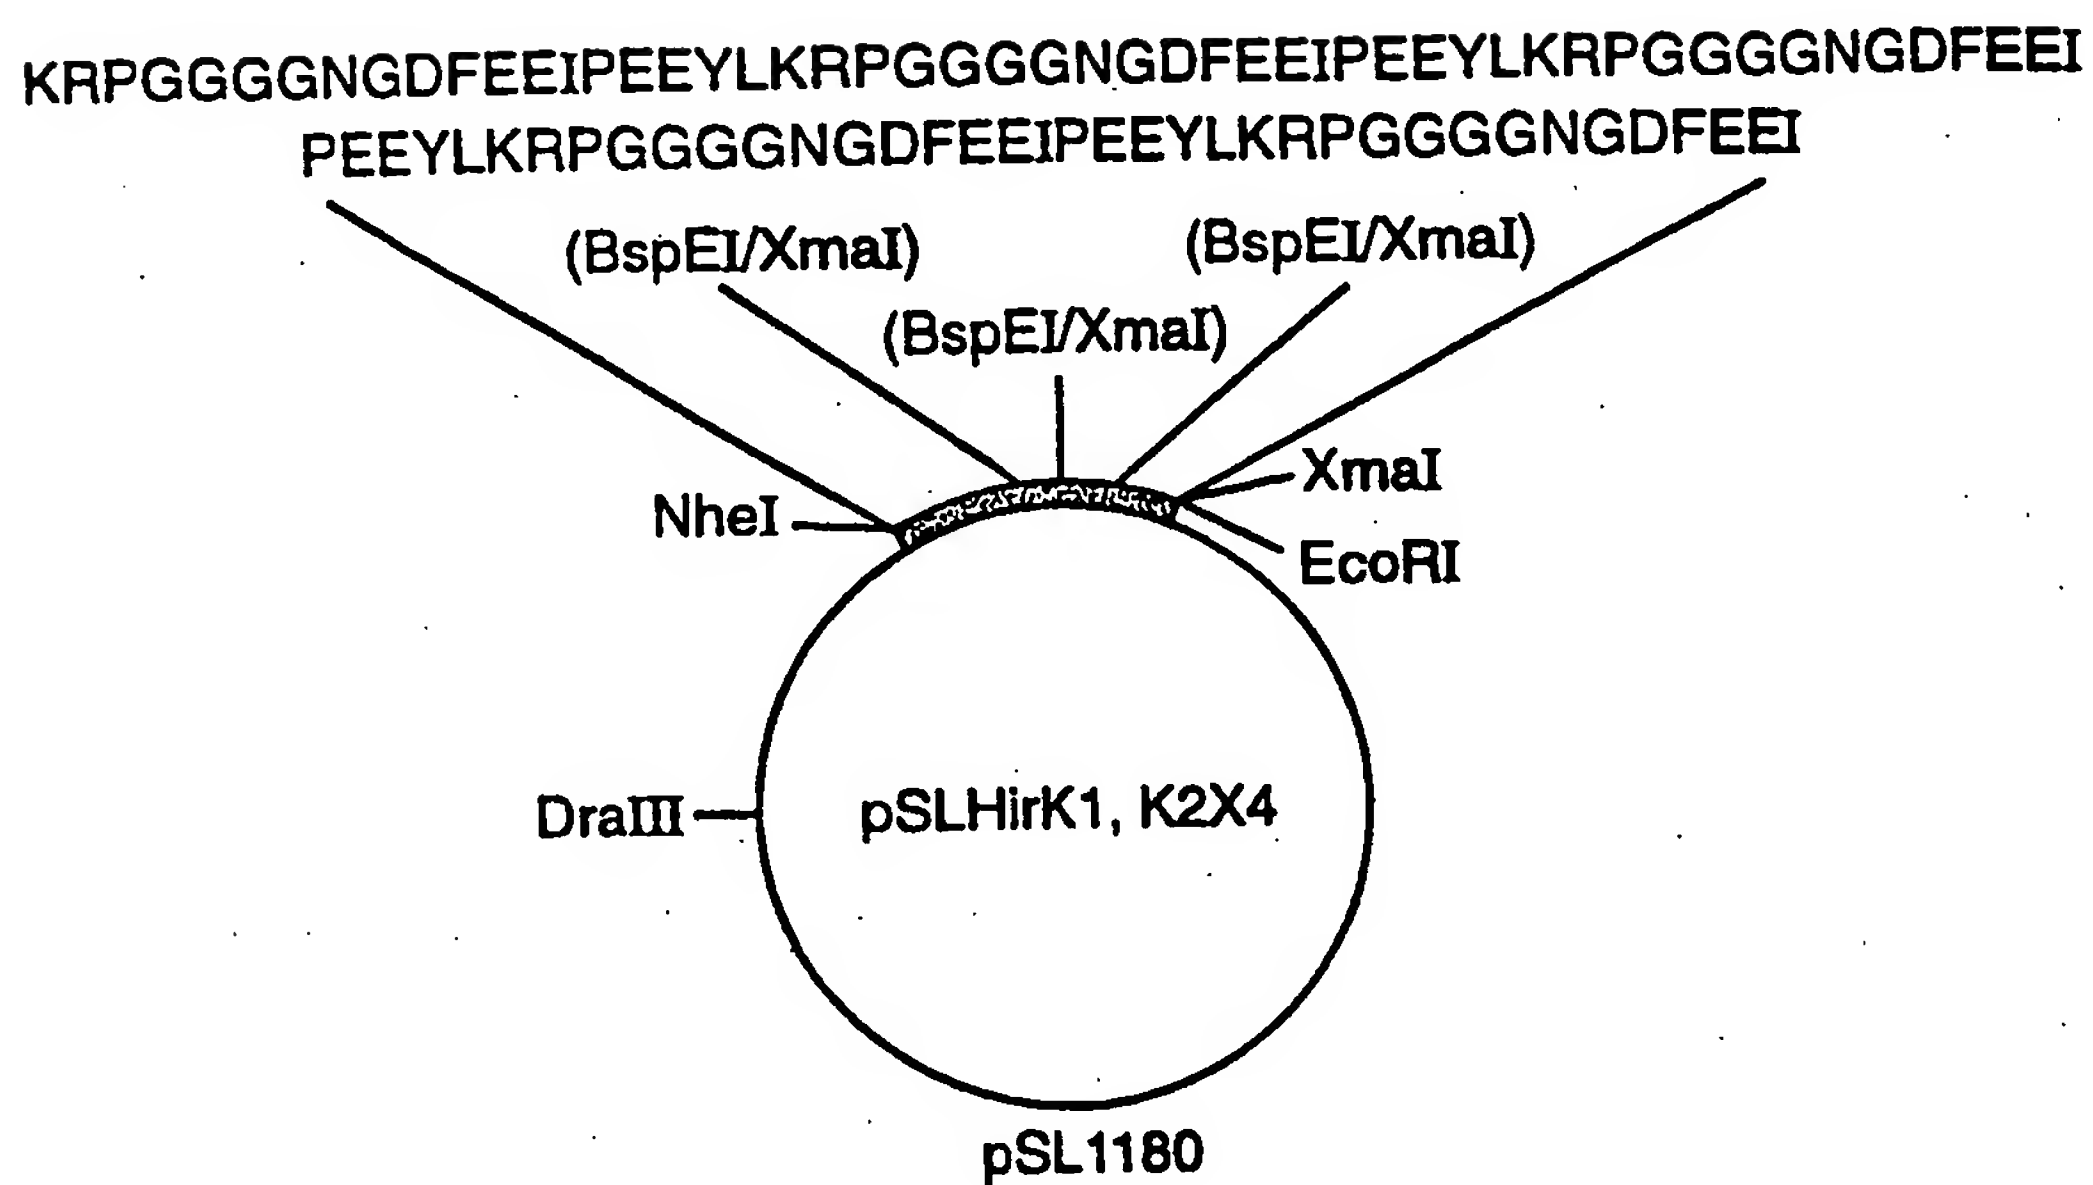 KRPGGGGNGDFEEIPEEYLKRPGGGGNGDFEEIPEEYLKRPGGGGNGDFEEI
PEEYLKRPGGGGNGDFEEIPEEYLKRPGGGGNGDFEEI
(BspEI/XmaI)
(BspEI/XmaI)
(BspEI/XmaI)
XmaI
NheI
EcoRI
DraIII
pSLHirK1, K2X4
pSL1180